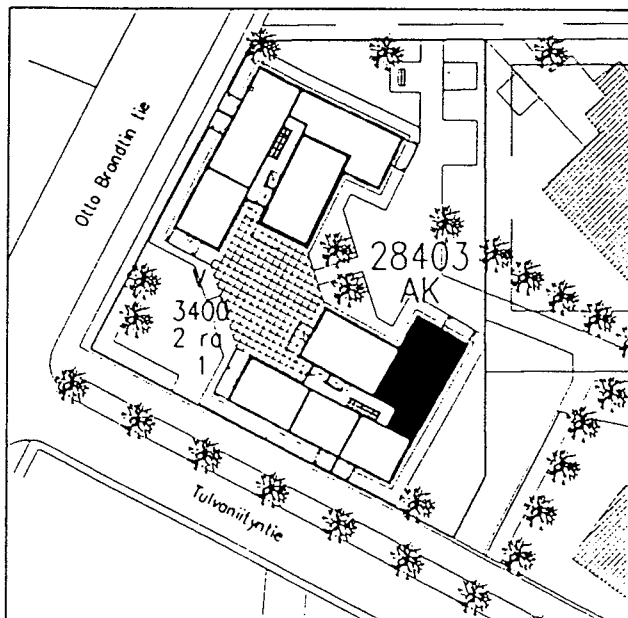 Otto Brandtin tie
28403
AK
V
3400
2 ra
1
Tulvaniityntie